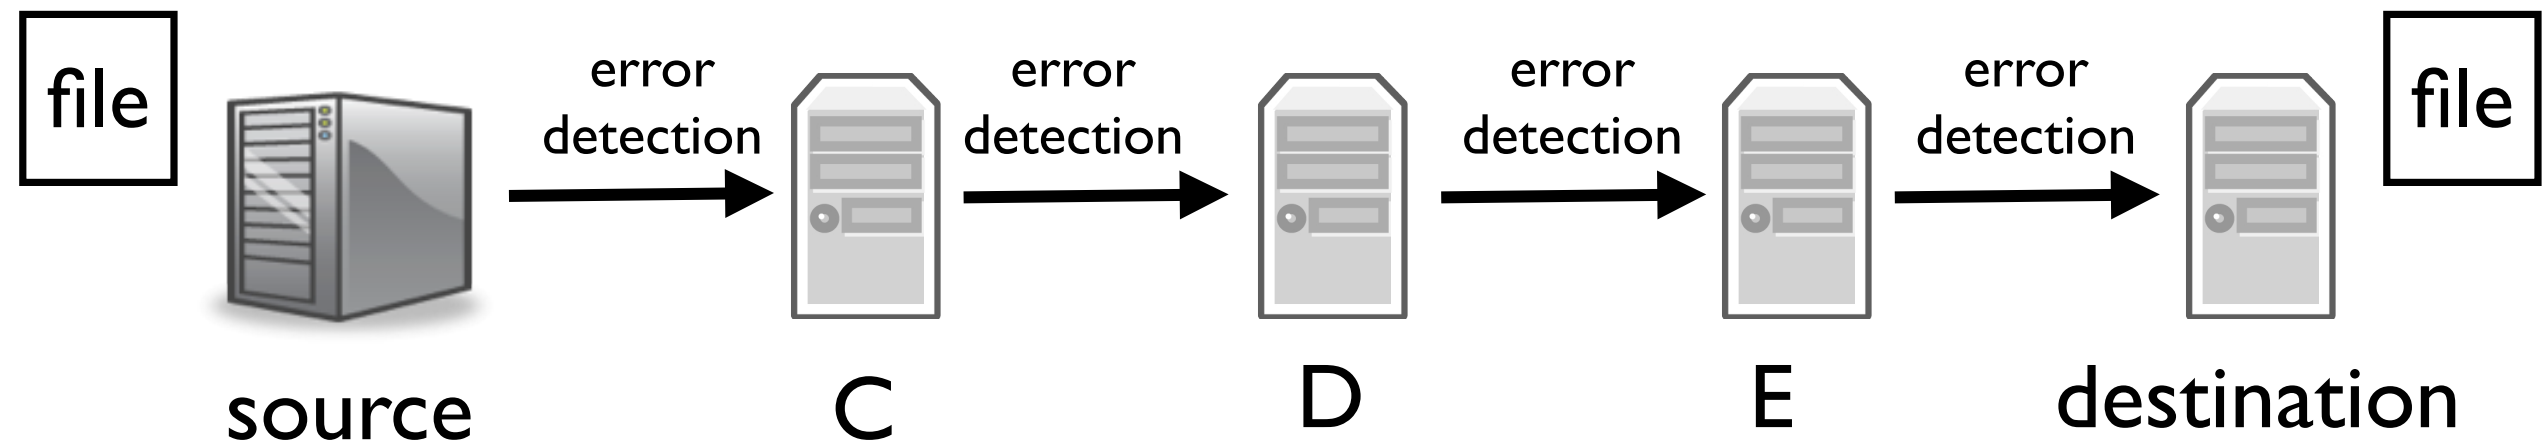 file
error
detection
error
detection
error
detection
error
detection
file
source
C
D
E
destination